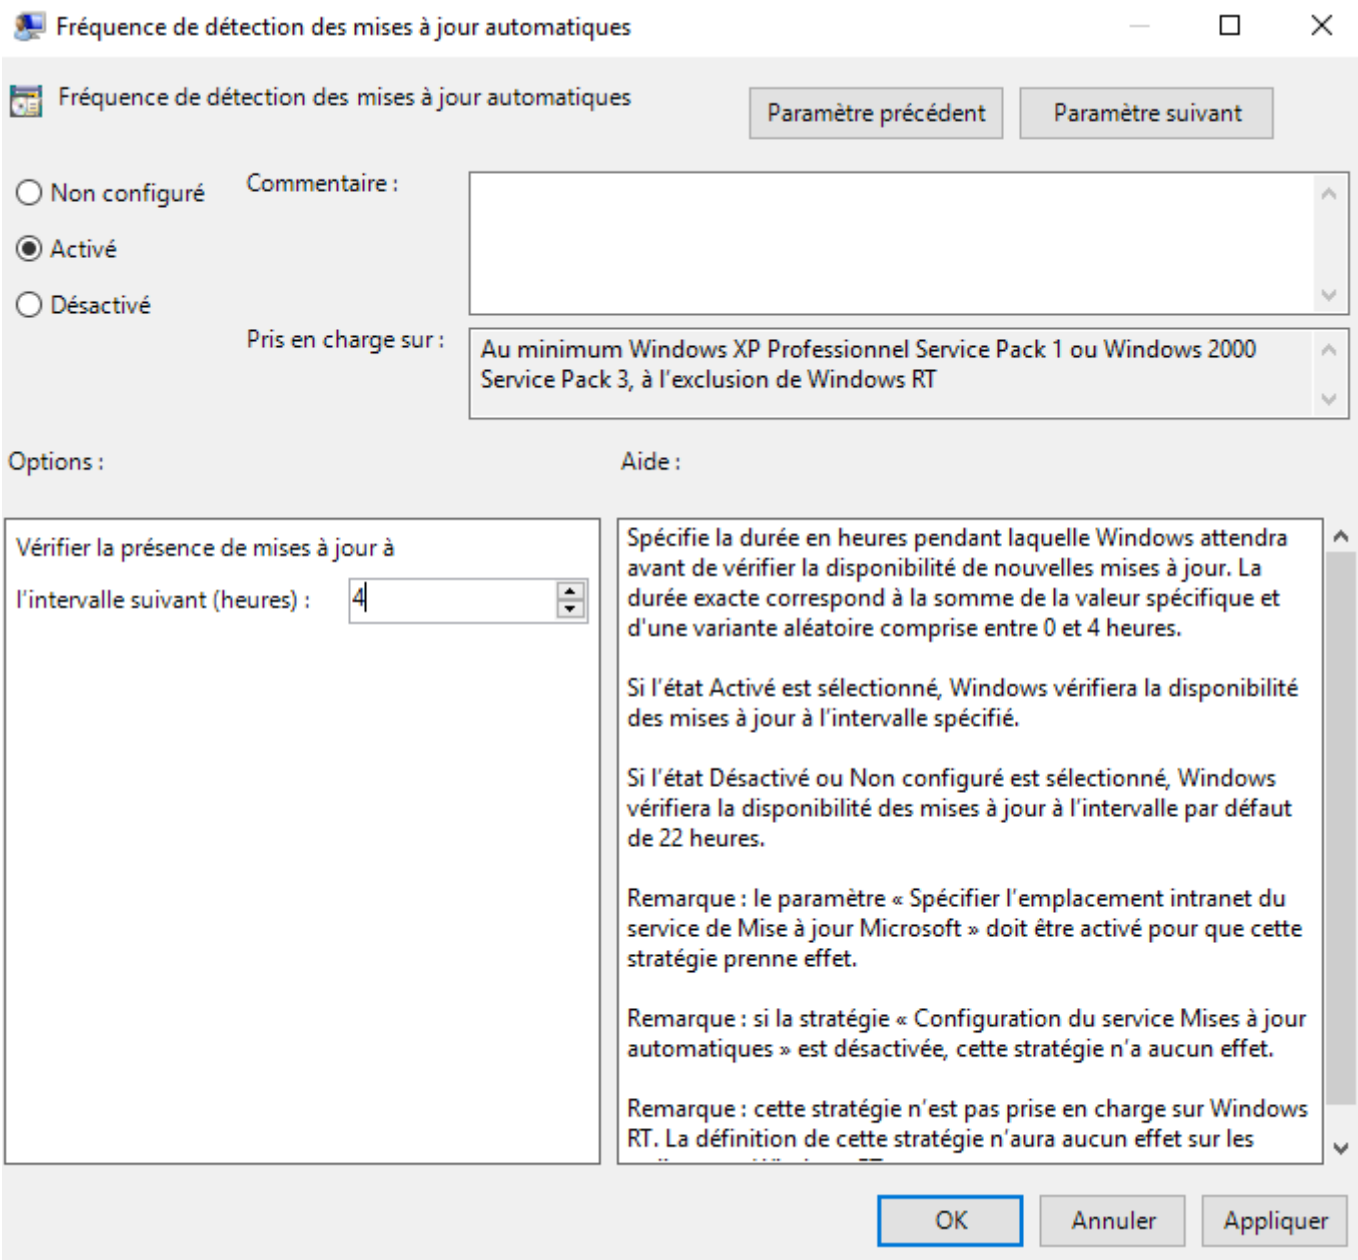 Fréquence de détection des mises à jour automatiques
Fréquence de détection des mises à jour automatiques
Paramètre précédent
Paramètre suivant
Non configuré
Commentaire :
Activé
Désactivé
Pris en charge sur :
Au minimum Windows XP Professionnel Service Pack 1 ou Windows 2000
Service Pack 3, à l'exclusion de Windows RT
Options :
Aide :
Vérifier la présence de mises à jour à
l'intervalle suivant (heures) :
4
Spécifie la durée en heures pendant laquelle Windows attendra
avant de vérifier la disponibilité de nouvelles mises à jour. La
durée exacte correspond à la somme de la valeur spécifique et
d'une variante aléatoire comprise entre 0 et 4 heures.
Si l'état Activé est sélectionné, Windows vérifiera la disponibilité
des mises à jour à l'intervalle spécifié.
Si l'état Désactivé ou Non configuré est sélectionné, Windows
vérifiera la disponibilité des mises à jour à l'intervalle par défaut
de 22 heures.
Remarque : le paramètre « Spécifier l'emplacement intranet du
service de Mise à jour Microsoft » doit être activé pour que cette
stratégie prenne effet.
Remarque : si la stratégie « Configuration du service Mises à jour
automatiques » est désactivée, cette stratégie n'a aucun effet.
Remarque : cette stratégie n'est pas prise en charge sur Windows
RT. La définition de cette stratégie n'aura aucun effet sur les
OK
Annuler
Appliquer